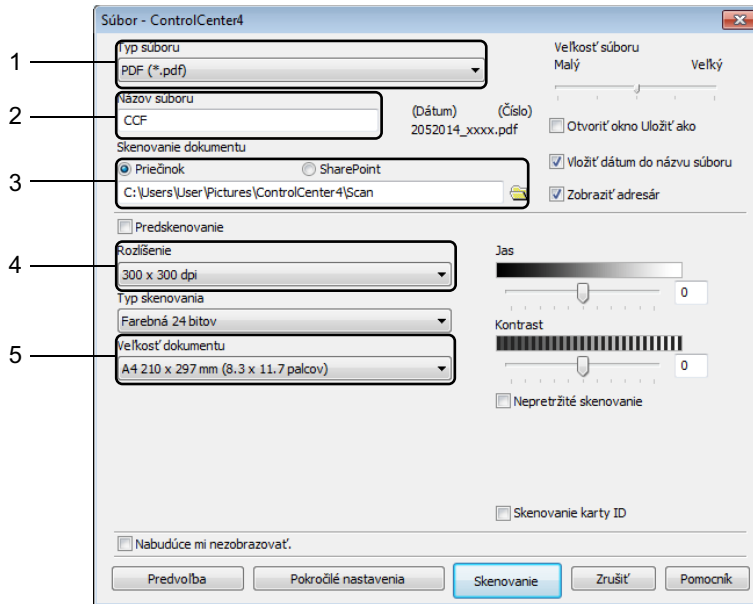 Súbor - ControlCenter4
1
Typ súboru
PDF (*.pdf)
Veľkosť súboru
Malý Veľký
2
Názov súboru
CCF
(Dátum) (Číslo)
2052014_xxxx.pdf
Otvoriť okno Uložiť ako
Skenovanie dokumentu
3
Priečinok SharePoint
Vložiť dátum do názvu súboru
C:\Users\User\Pictures\ControlCenter4\Scan
Zobraziť adresár
Predskenovanie
4
Rozlíšenie
300 x 300 dpi
Jas
0
Typ skenovania
Farebná 24 bitov
Kontrast
5
Veľkosť dokumentu
A4 210 x 297 mm (8.3 x 11.7 palcov)
0
Nepretržité skenovanie
Skenovanie karty ID
Nabudúce mi nezobrazovať.
Predvoľba Pokročilé nastavenia Skenovanie Zrušiť Pomocník